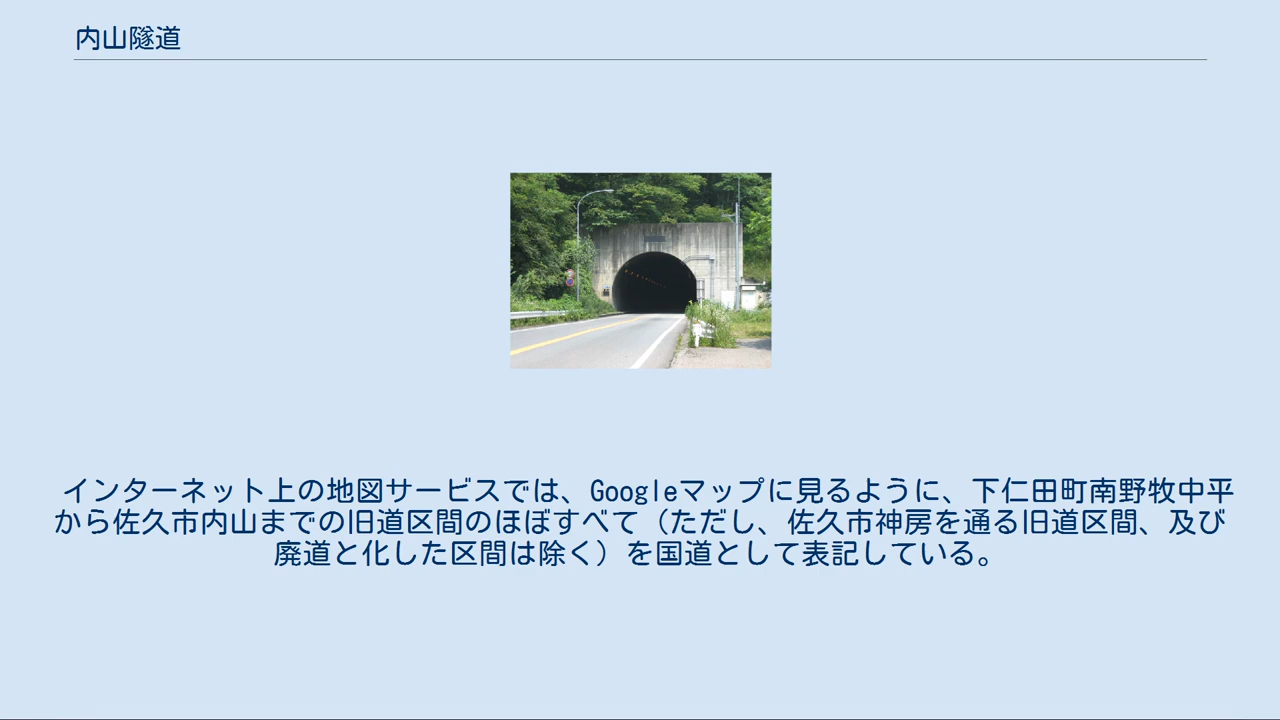 内山隧道
インターネット上の地図サービスでは、Googleマップに見るように、下仁田町南野牧中平
から佐久市内山までの旧道区間のほぼすべて（ただし、佐久市神房を通る旧道区間、及び
廃道と化した区間は除く）を国道として表記している。